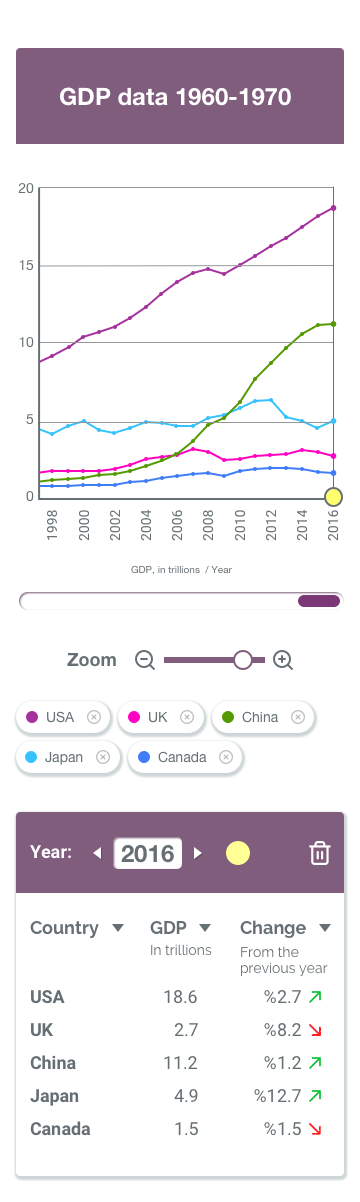 GDP data 1960-1970
20
15
10
5
0
1998 2000 2002 2004 2006 2008 2010 2012 2014 2016
GDP, in trillions / Year
Zoom
USA UK China
Japan Canada
Year: 2016
Country GDP Change
In trillions From the
previous year
USA 18.6 %2.7
UK 2.7 %8.2
China 11.2 %1.2
Japan 4.9 %12.7
Canada 1.5 %1.5